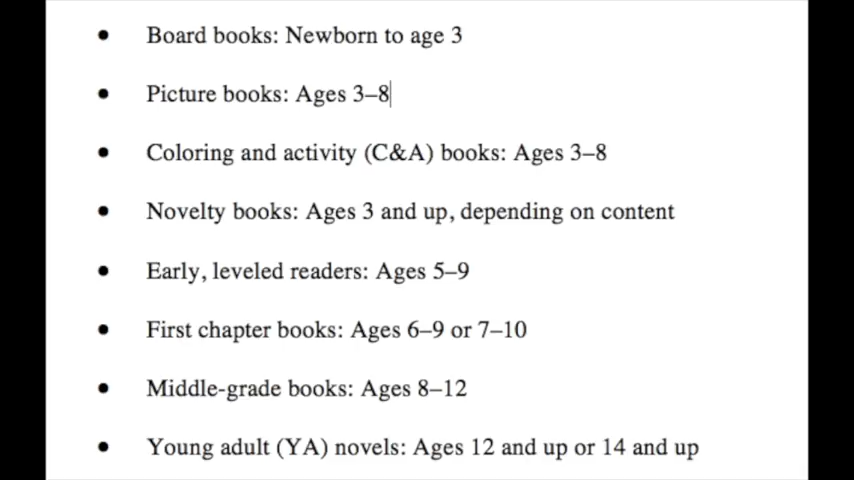 • Board books: Newborn to age 3
• Picture books: Ages 3–8
• Coloring and activity (C&A) books: Ages 3–8
• Novelty books: Ages 3 and up, depending on content
• Early, leveled readers: Ages 5–9
• First chapter books: Ages 6–9 or 7–10
• Middle-grade books: Ages 8–12
• Young adult (YA) novels: Ages 12 and up or 14 and up